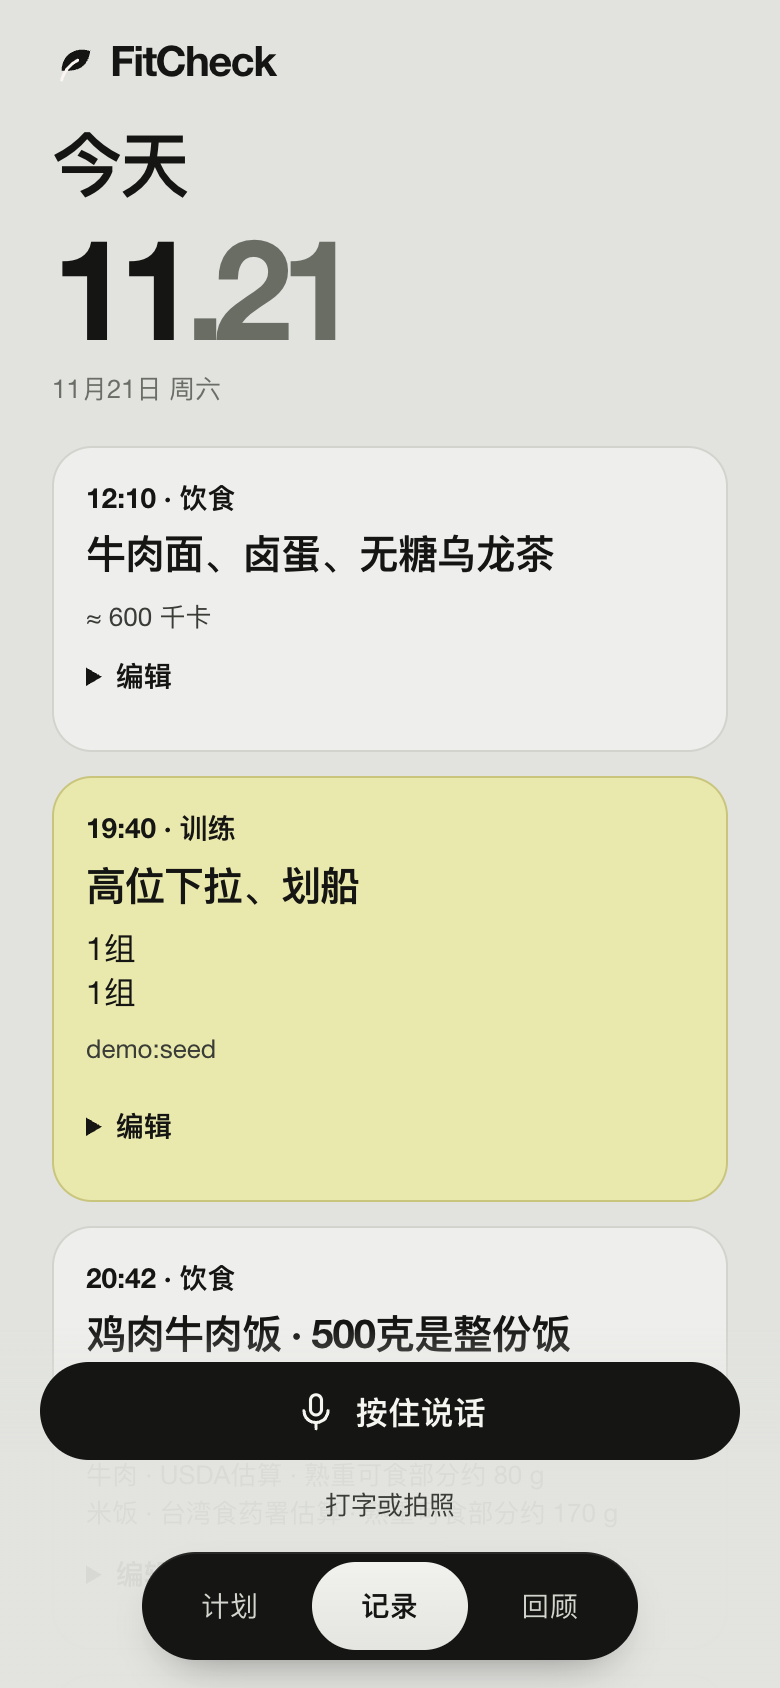 FitCheck
今天
11.21
11月21日 周六
12:10 · 饮食
牛肉面、卤蛋、无糖乌龙茶
≈ 600 千卡
▶ 编辑
19:40 · 训练
高位下拉、划船
1组
1组
demo:seed
▶ 编辑
20:42 · 饮食
鸡肉牛肉饭 · 500克是整份饭
按住说话
牛肉 · USDA估算 · 熟重可食部分约 80 g
米饭 · 台湾食药署估算 · 食部分约 170 g
打字或拍照
▶ 编
计划
记录
回顾